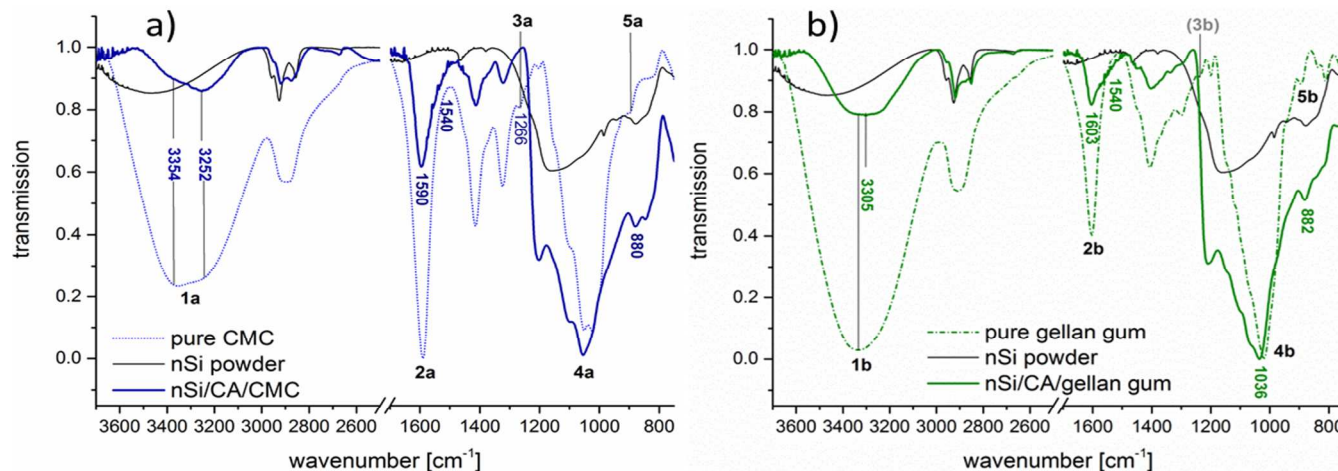 a)
3a
5a
1.0
0.8
0.6
0.4
0.2
0.0
transmission
3354
3252
1a
1590
1540
1266
880
2a
4a
pure CMC
nSi powder
nSi/CA/CMC
3600 3400 3200 3000 2800 2600 1600 1400 1200 1000 800
wavenumber [cm⁻¹]
b)
(3b)
1.0
0.8
0.6
0.4
0.2
0.0
transmission
3305
1b
1603
1540
2b
5b
882
4b
1036
pure gellan gum
nSi powder
nSi/CA/gellan gum
3600 3400 3200 3000 2800 2600 1600 1400 1200 1000 800
wavenumber [cm⁻¹]